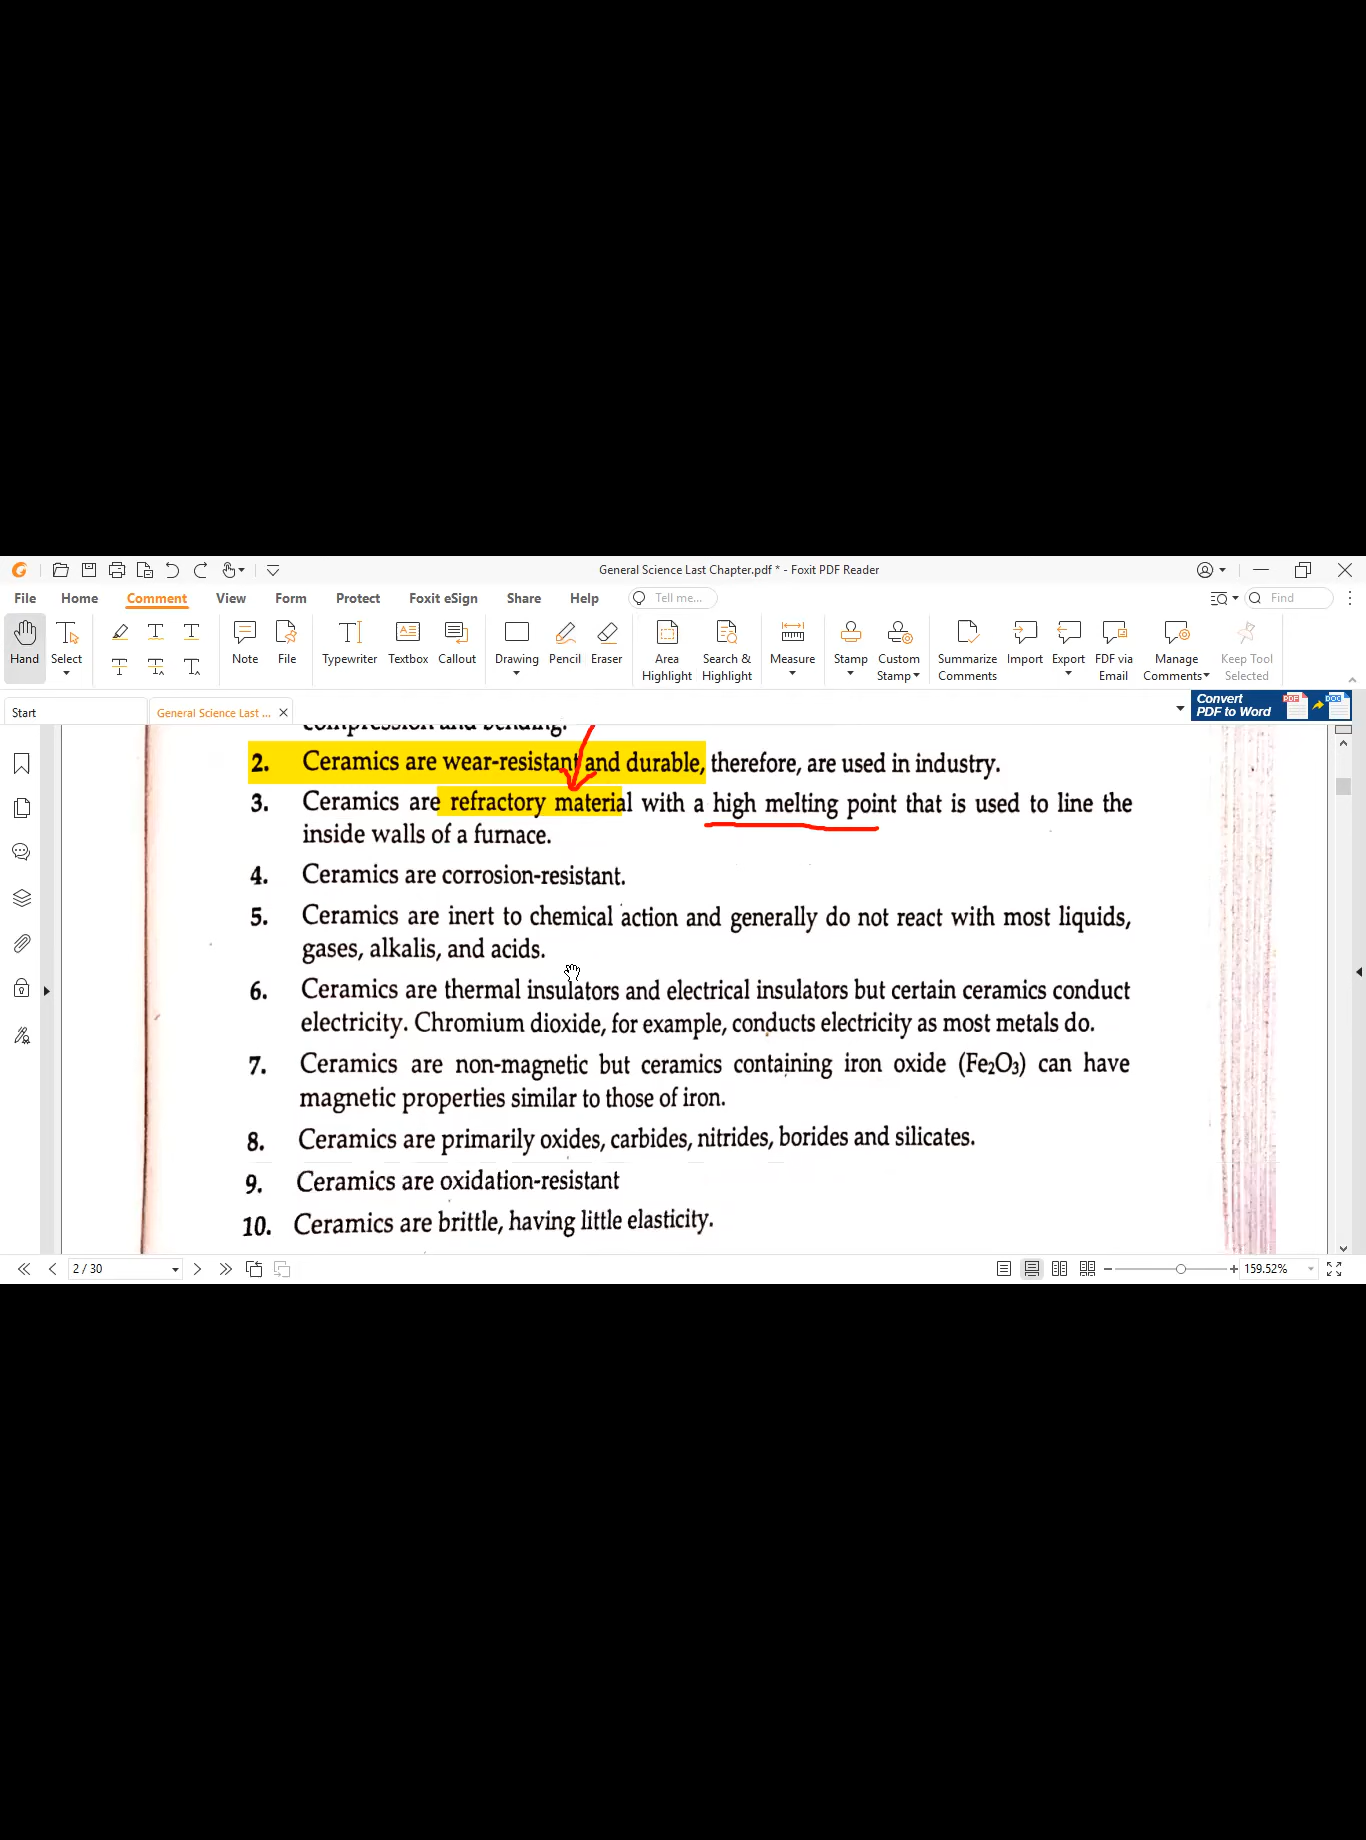 General Science Last Chapter.pdf * - Foxit PDF Reader
File Home Comment View Form Protect Foxit eSign Share Help Tell me... Find
Hand Select Note File Typewriter Textbox Callout Drawing Pencil Eraser Area Highlight Search & Highlight Measure Stamp Custom Stamp Summarize Comments Import Export PDF via Email Manage Comments Keep Tool Selected
Start General Science Last ... Convert PDF to Word PDF DOC
compression and bending.
2. Ceramics are wear-resistant and durable, therefore, are used in industry.
3. Ceramics are refractory material with a high melting point that is used to line the
inside walls of a furnace.
4. Ceramics are corrosion-resistant.
5. Ceramics are inert to chemical action and generally do not react with most liquids,
gases, alkalis, and acids.
6. Ceramics are thermal insulators and electrical insulators but certain ceramics conduct
electricity. Chromium dioxide, for example, conducts electricity as most metals do.
7. Ceramics are non-magnetic but ceramics containing iron oxide (Fe₂O₃) can have
magnetic properties similar to those of iron.
8. Ceramics are primarily oxides, carbides, nitrides, borides and silicates.
9. Ceramics are oxidation-resistant
10. Ceramics are brittle, having little elasticity.
2 / 30 159.52%